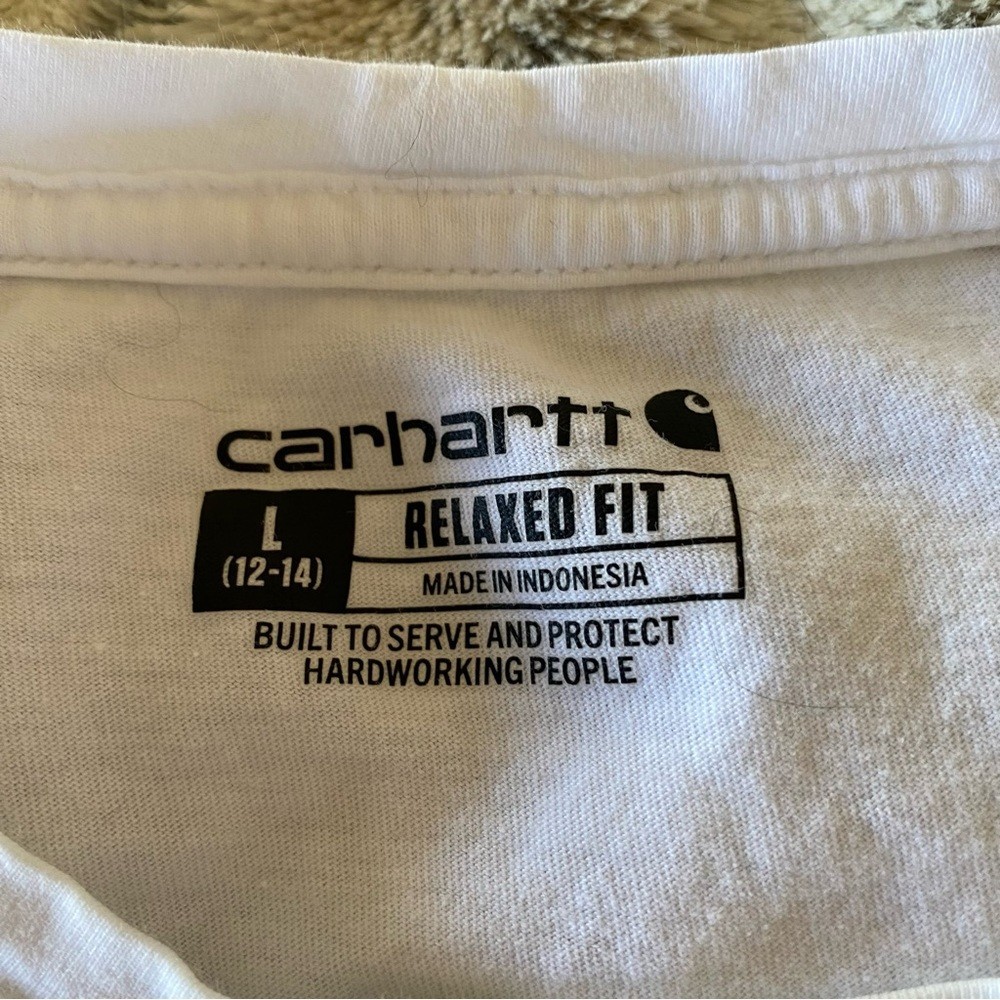 carhartt
L
(12-14)
RELAXED FIT
MADE IN INDONESIA
BUILT TO SERVE AND PROTECT
HARDWORKING PEOPLE